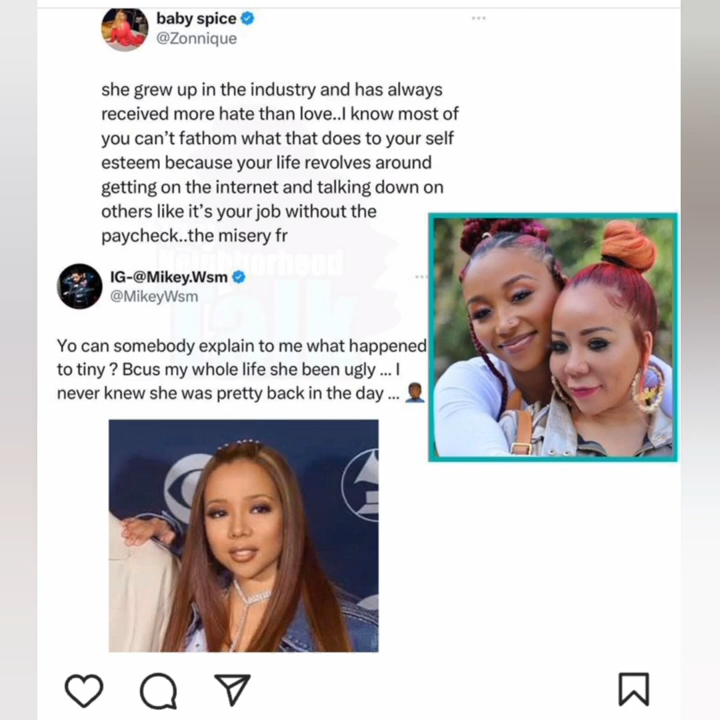 baby spice
@Zonnique
she grew up in the industry and has always
received more hate than love..I know most of
you can’t fathom what that does to your self
esteem because your life revolves around
getting on the internet and talking down on
others like it’s your job without the
paycheck..the misery fr
Neighborhood
Talk
IG-@Mikey.Wsm
@MikeyWsm
Yo can somebody explain to me what happened
to tiny ? Bcus my whole life she been ugly ... I
never knew she was pretty back in the day ... 🤦🏾‍♂️